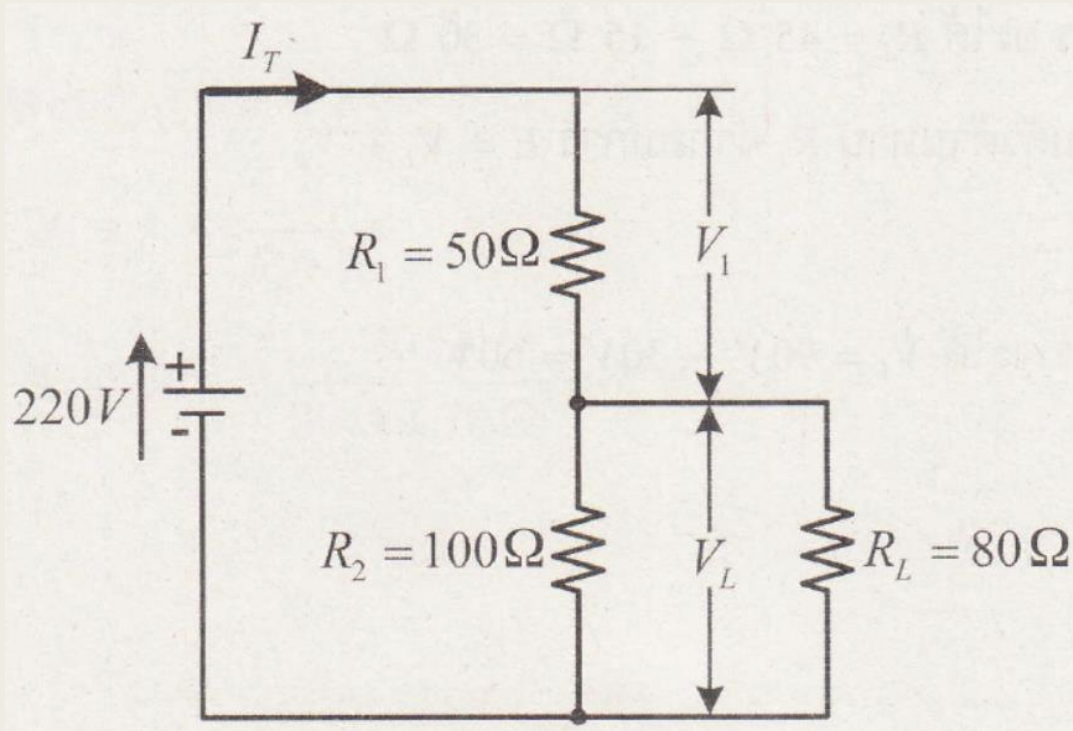 I_T
R_1 = 50Ω
V_1
+
220V
-
R_2 = 100Ω
V_L
R_L = 80Ω